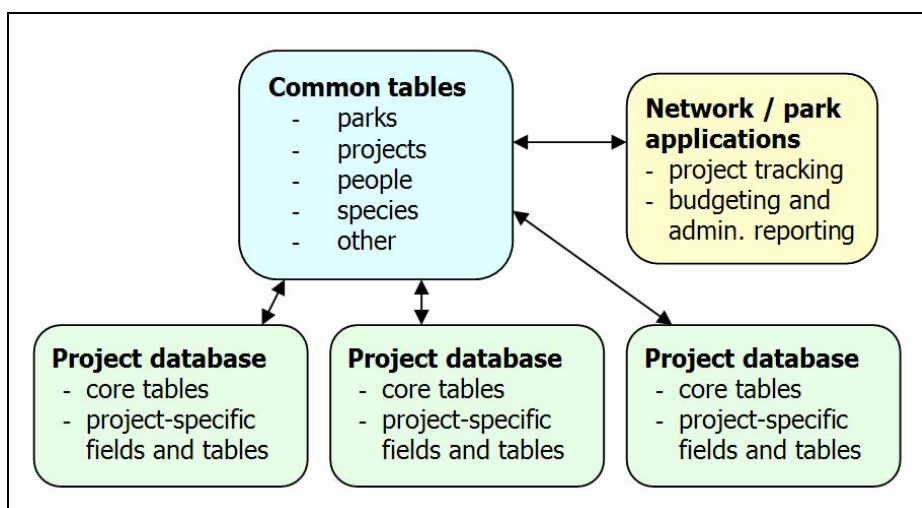 Common tables
- parks
- projects
- people
- species
- other
Network / park
applications
- project tracking
- budgeting and
admin. reporting
Project database
- core tables
- project-specific
fields and tables
Project database
- core tables
- project-specific
fields and tables
Project database
- core tables
- project-specific
fields and tables